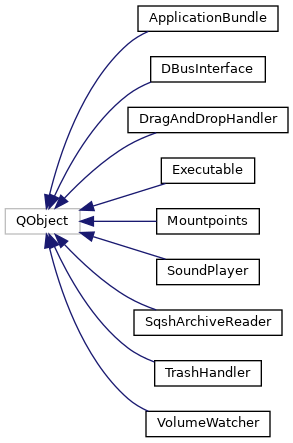 ApplicationBundle
DBusInterface
DragAndDropHandler
Executable
QObject
Mountpoints
SoundPlayer
SqshArchiveReader
TrashHandler
VolumeWatcher